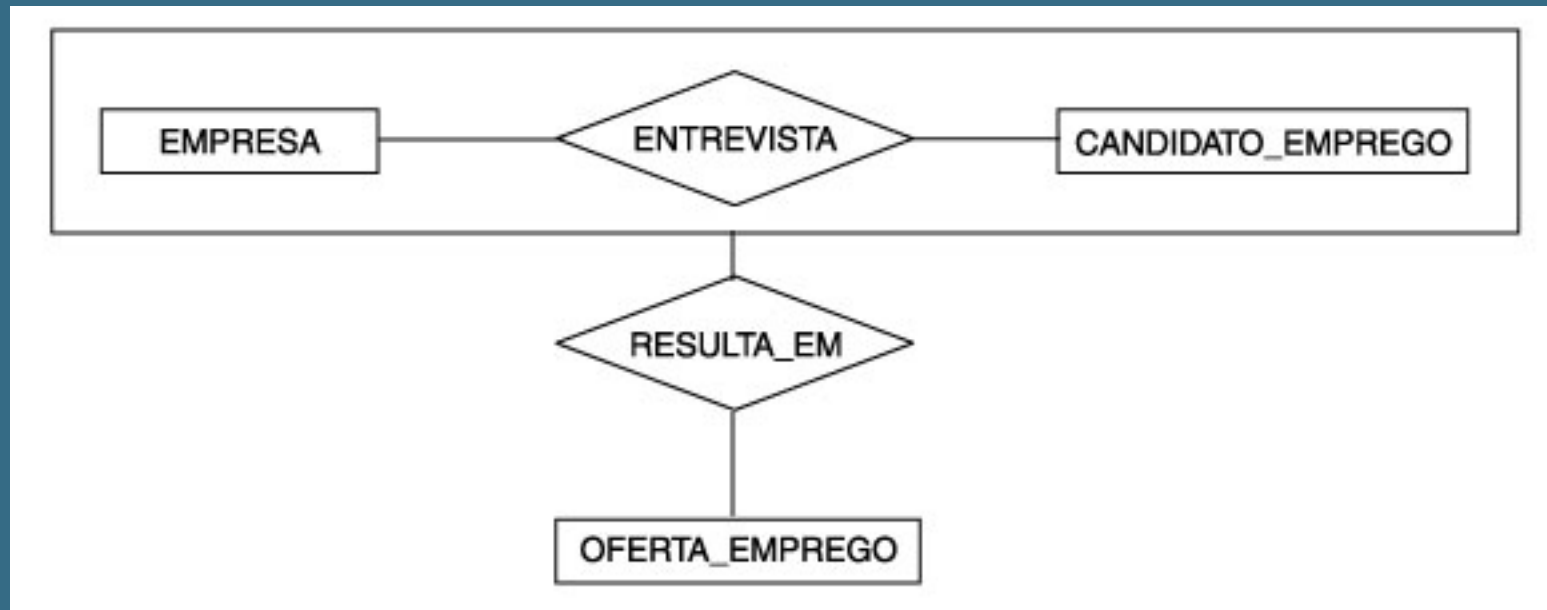 EMPRESA
ENTREVISTA
CANDIDATO_EMPREGO
RESULTA_EM
OFERTA_EMPREGO